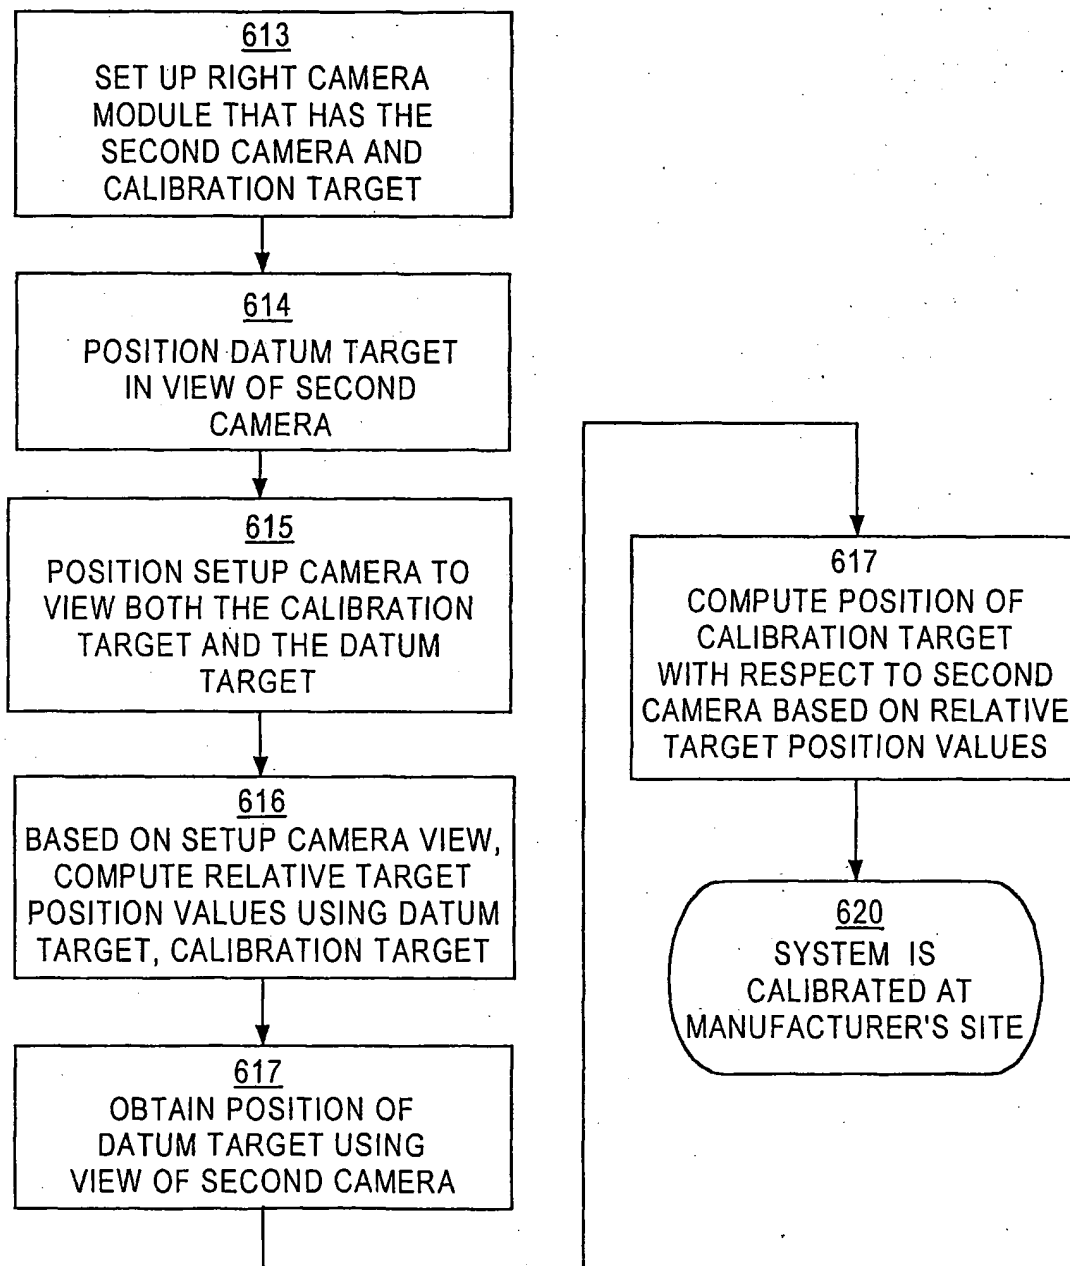 613
SET UP RIGHT CAMERA
MODULE THAT HAS THE
SECOND CAMERA AND
CALIBRATION TARGET
614
POSITION DATUM TARGET
IN VIEW OF SECOND
CAMERA
615
POSITION SETUP CAMERA TO
VIEW BOTH THE CALIBRATION
TARGET AND THE DATUM
TARGET
616
BASED ON SETUP CAMERA VIEW,
COMPUTE RELATIVE TARGET
POSITION VALUES USING DATUM
TARGET, CALIBRATION TARGET
617
OBTAIN POSITION OF
DATUM TARGET USING
VIEW OF SECOND CAMERA
617
COMPUTE POSITION OF
CALIBRATION TARGET
WITH RESPECT TO SECOND
CAMERA BASED ON RELATIVE
TARGET POSITION VALUES
620
SYSTEM IS
CALIBRATED AT
MANUFACTURER'S SITE